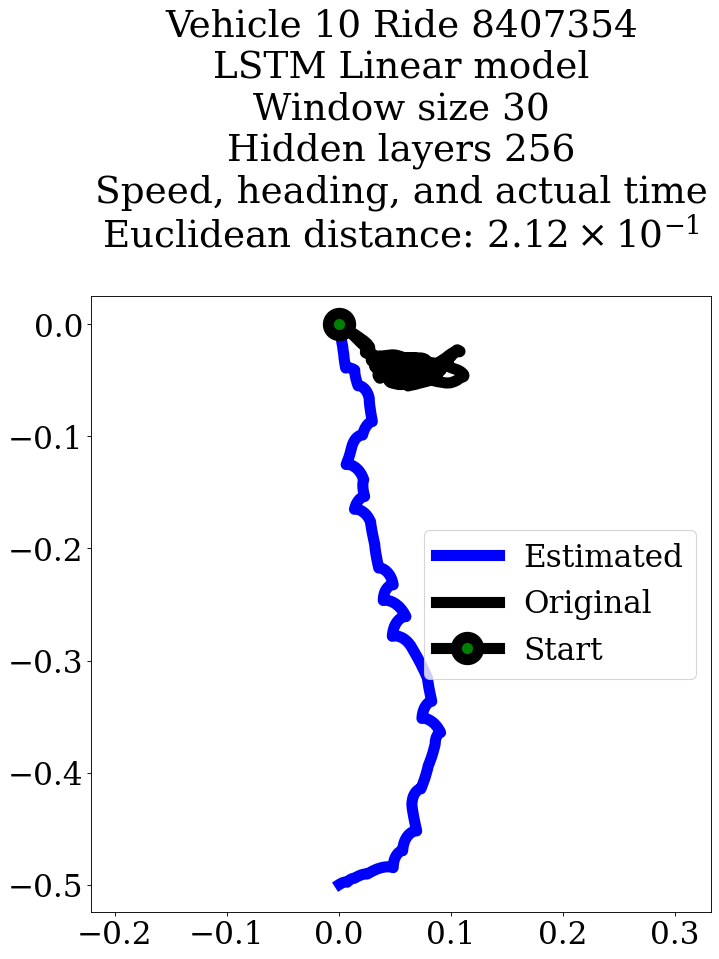 Vehicle 10 Ride 8407354
LSTM Linear model
Window size 30
Hidden layers 256
Speed, heading, and actual time
Euclidean distance: 2.12 × 10⁻¹
0.0
−0.1
−0.2
−0.3
−0.4
−0.5
Estimated
Original
Start
−0.2 −0.1 0.0 0.1 0.2 0.3